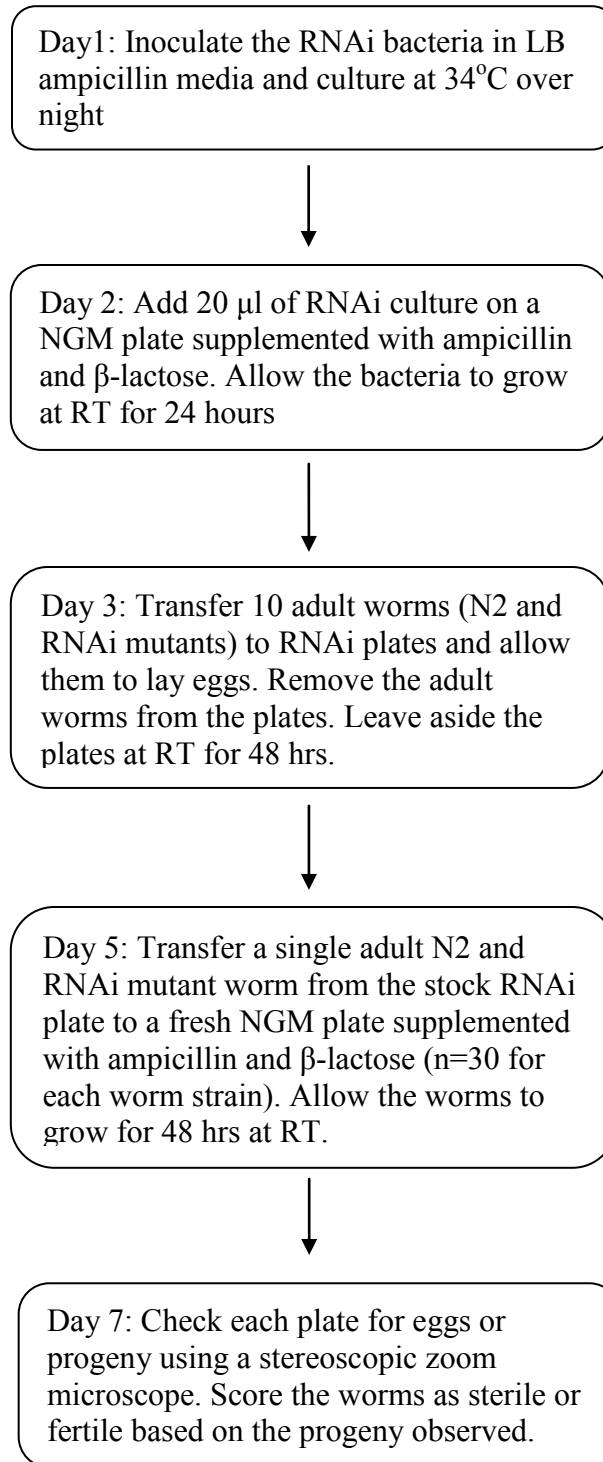 Day1: Inoculate the RNAi bacteria in LB
ampicillin media and culture at 34°C over
night
Day 2: Add 20 μl of RNAi culture on a
NGM plate supplemented with ampicillin
and β-lactose. Allow the bacteria to grow
at RT for 24 hours
Day 3: Transfer 10 adult worms (N2 and
RNAi mutants) to RNAi plates and allow
them to lay eggs. Remove the adult
worms from the plates. Leave aside the
plates at RT for 48 hrs.
Day 5: Transfer a single adult N2 and
RNAi mutant worm from the stock RNAi
plate to a fresh NGM plate supplemented
with ampicillin and β-lactose (n=30 for
each worm strain). Allow the worms to
grow for 48 hrs at RT.
Day 7: Check each plate for eggs or
progeny using a stereoscopic zoom
microscope. Score the worms as sterile or
fertile based on the progeny observed.